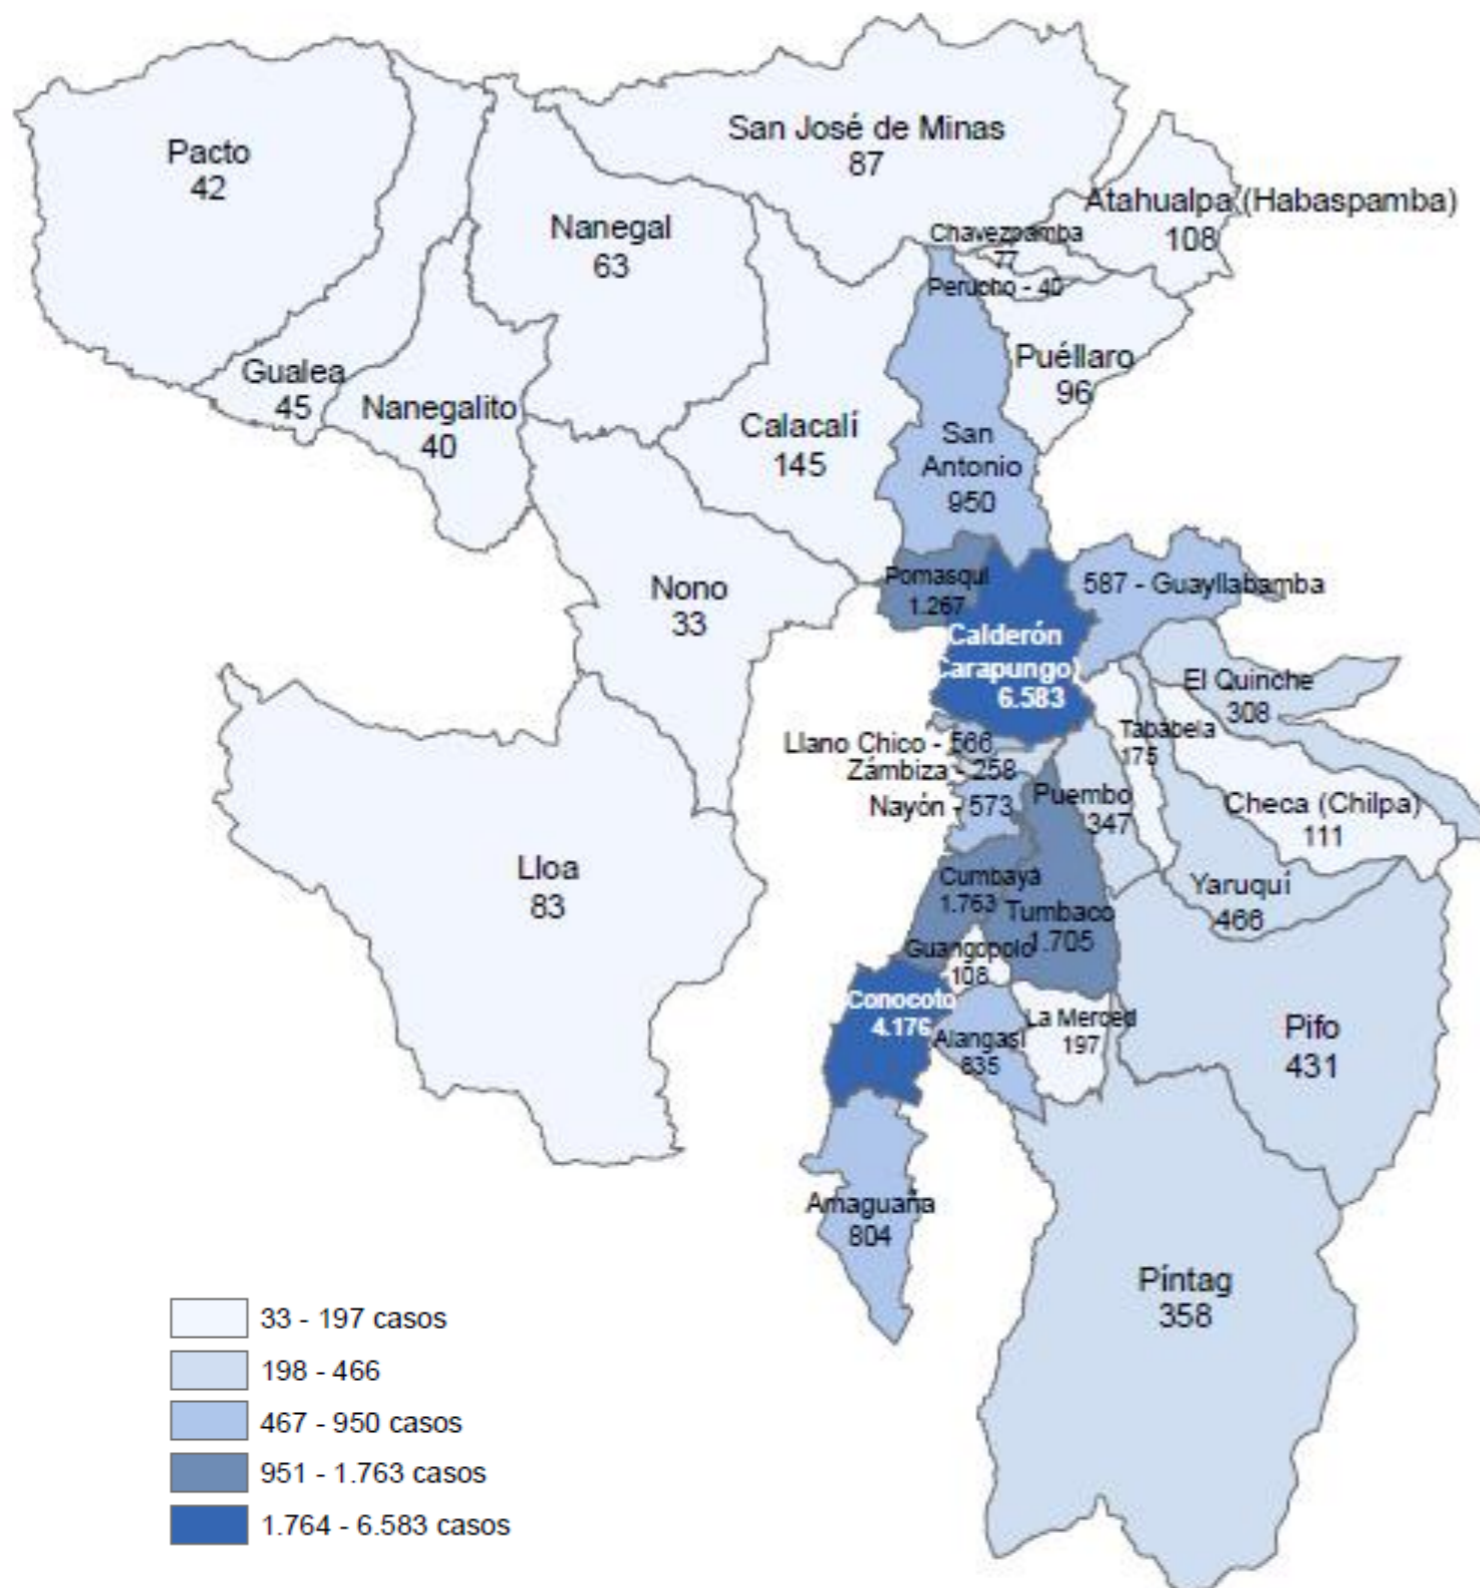 San José de Minas
87
Pacto
42
Atahualpa (Habaspamba)
108
Nanegal
63
Chavezpamba
77
Perucho - 40
Puéllaro
96
Gualea
45
Nanegalito
40
Calacalí
145
San
Antonio
950
Pomasqui
1.267
587 - Guayllabamba
Nono
33
Calderón
(Carapungo)
6.583
El Quinche
308
Tababela
175
Llano Chico - 566
Zámbiza - 258
Nayón - 573
Puembo
347
Checa (Chilpa)
111
Lloa
83
Cumbayá
1.763
Tumbaco
1.705
Yaruquí
466
Guangopolo
108
Conocoto
4.176
La Merced
197
Alangasí
835
Pifo
431
Amaguaña
804
Píntag
358
33 - 197 casos
198 - 466
467 - 950 casos
951 - 1.763 casos
1.764 - 6.583 casos